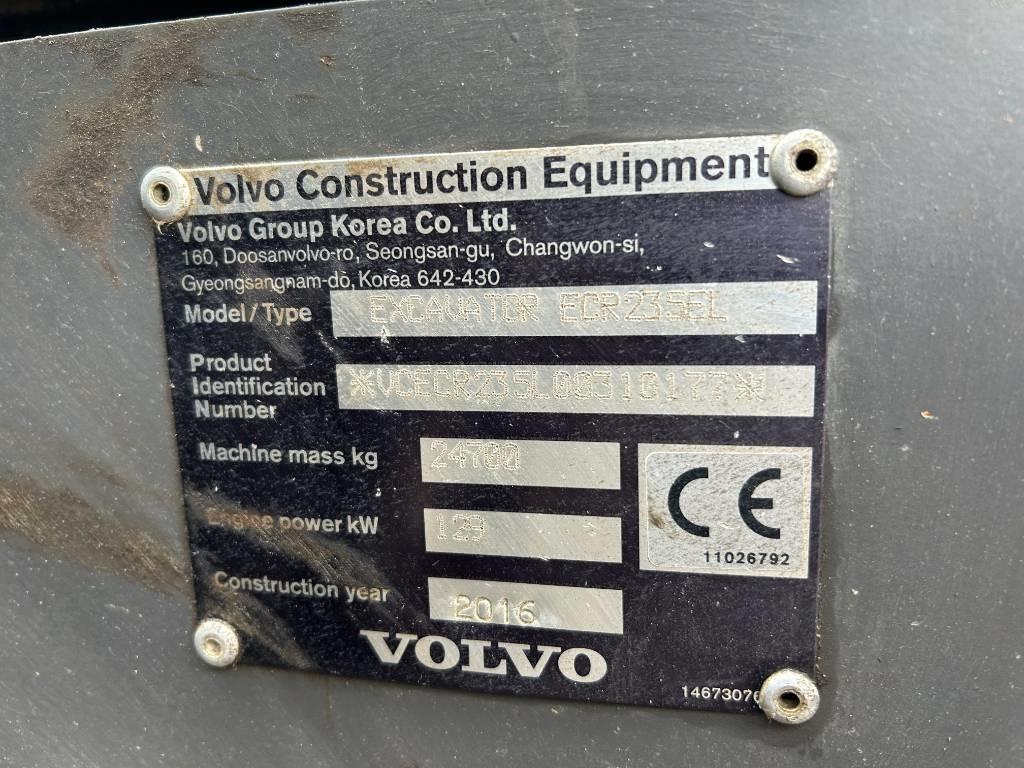 Volvo Construction Equipment
Volvo Group Korea Co. Ltd.
160, Doosanvolvo-ro, Seongsan-gu, Changwon-si,
Gyeongsangnam-do, Korea 642-430
Model/Type EXCAVATOR ECR235EL
Product
Identification
Number *VCECR235L00310177*
Machine mass kg 24700
Engine power kW 129
Construction year 2016
CE
11026792
VOLVO